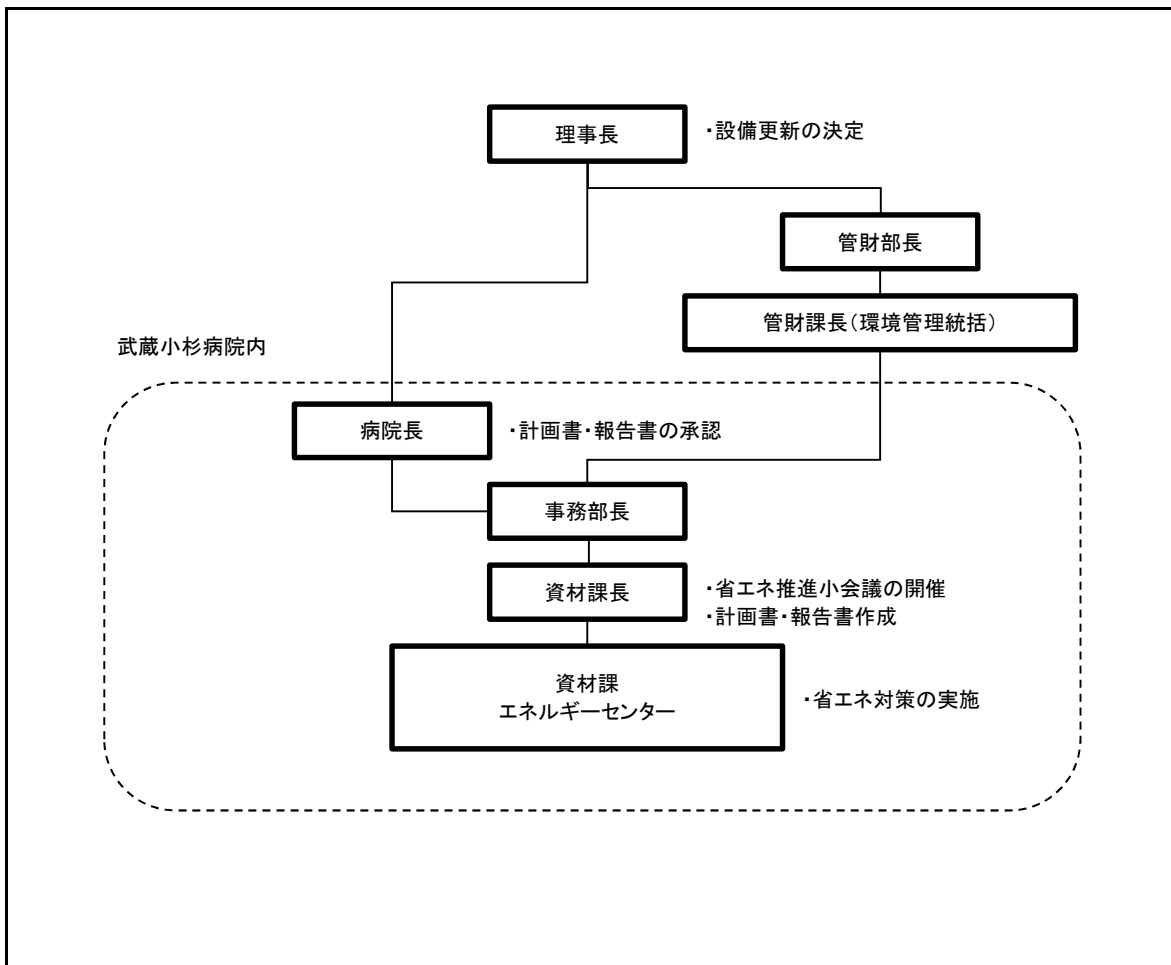 理事長
・設備更新の決定
管財部長
管財課長(環境管理統括)
武蔵小杉病院内
病院長
・計画書・報告書の承認
事務部長
資材課長
・省エネ推進小会議の開催
・計画書・報告書作成
資材課
エネルギーセンター
・省エネ対策の実施